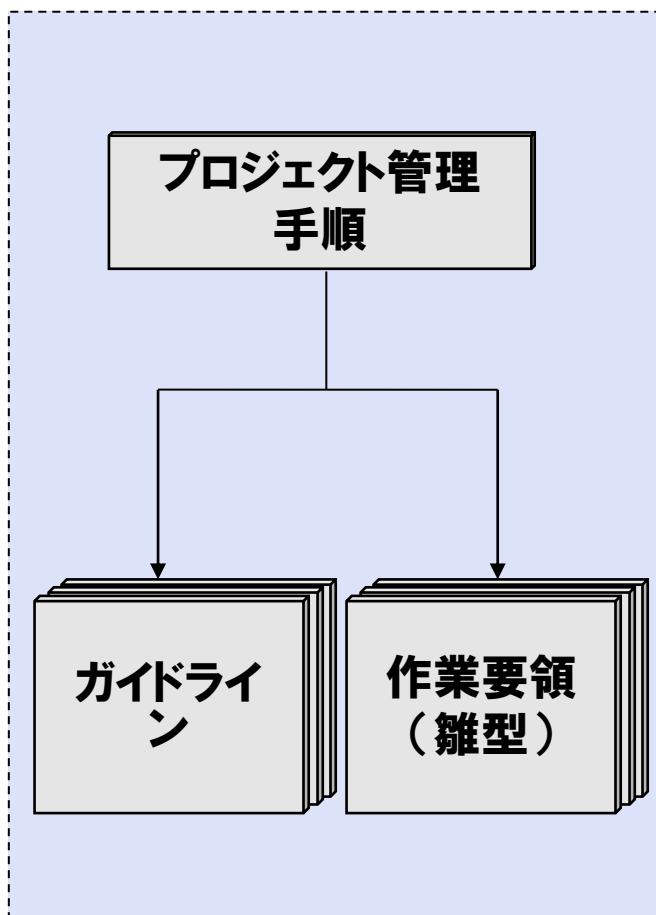 プロジェクト管理
手順
ガイドライ
ン
作業要領
（雛型）